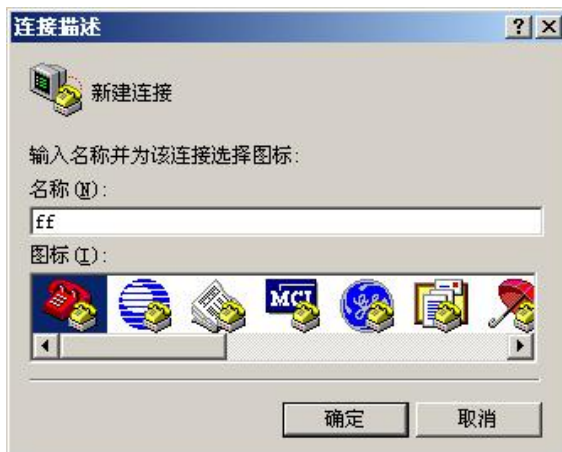 连接描述
新建连接
输入名称并为该连接选择图标:
名称(N):
ff
图标(I):
MCI
确定 取消